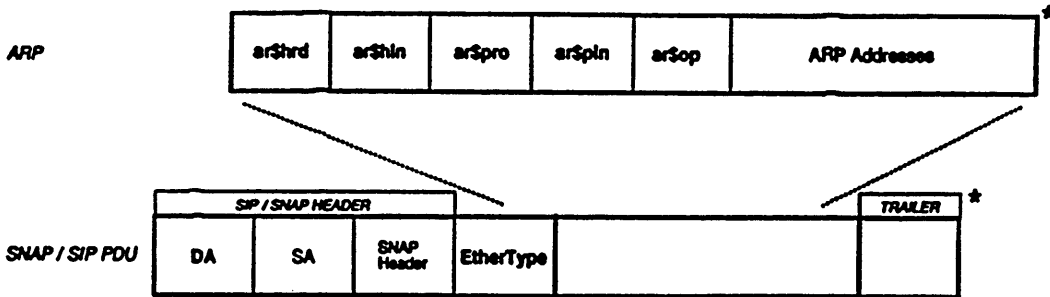 *
ARP
ar$hrd
ar$hln
ar$pro
ar$pln
ar$op
ARP Addresses
SIP / SNAP HEADER
TRAILER
*
SNAP / SIP PDU
DA
SA
SNAP
Header
EtherType